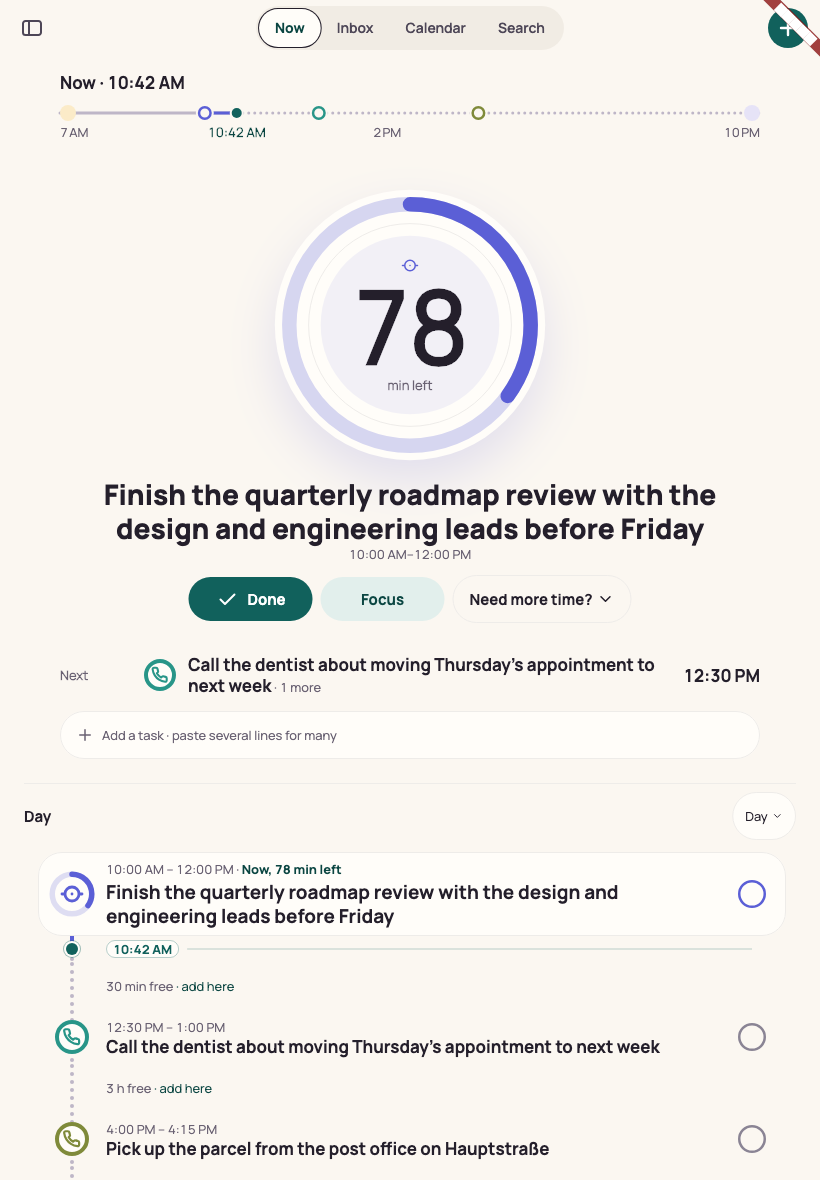 Now
Inbox
Calendar
Search
Now · 10:42 AM
7 AM
10:42 AM
2 PM
10 PM
78
min left
Finish the quarterly roadmap review with the
design and engineering leads before Friday
10:00 AM–12:00 PM
Done
Focus
Need more time?
Next
Call the dentist about moving Thursday's appointment to
next week · 1 more
12:30 PM
Add a task · paste several lines for many
Day
Day
10:00 AM – 12:00 PM · Now, 78 min left
Finish the quarterly roadmap review with the design and
engineering leads before Friday
10:42 AM
30 min free · add here
12:30 PM – 1:00 PM
Call the dentist about moving Thursday's appointment to next week
3 h free · add here
4:00 PM – 4:15 PM
Pick up the parcel from the post office on Hauptstraße